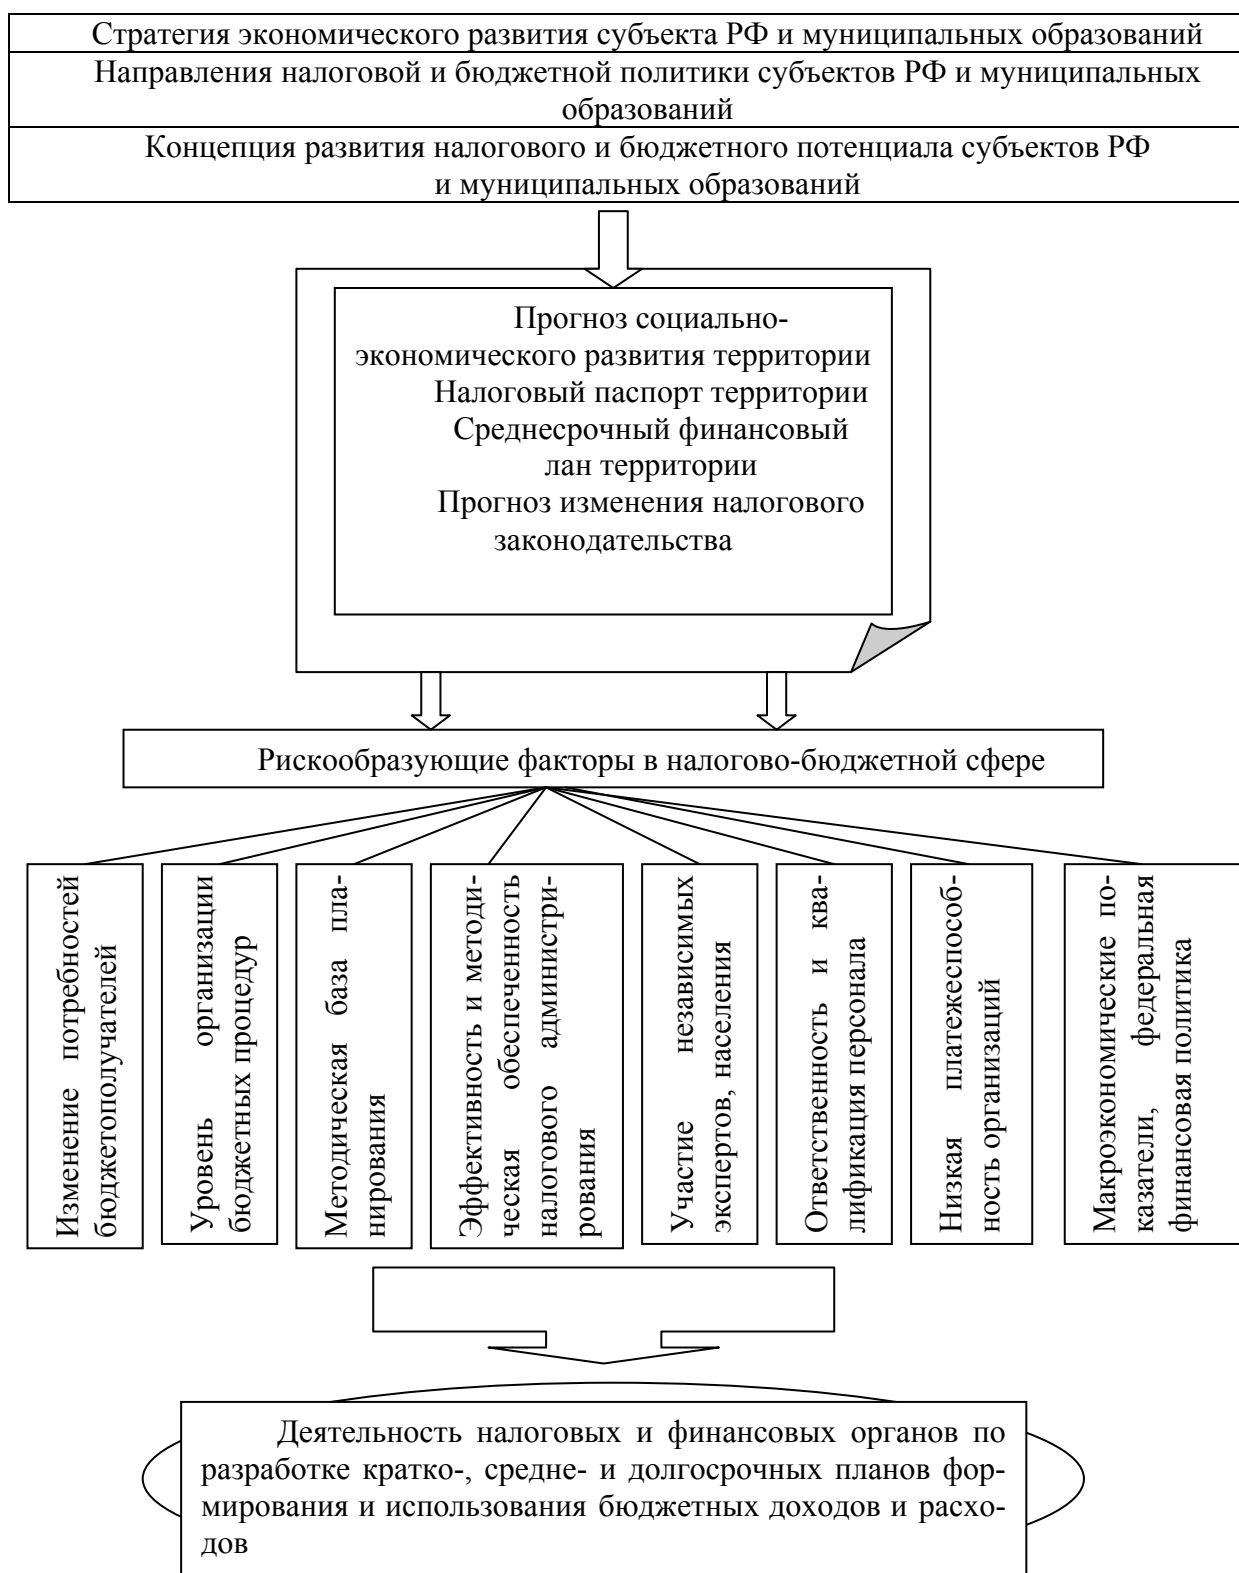 Стратегия экономического развития субъекта РФ и муниципальных образований
Направления налоговой и бюджетной политики субъектов РФ и муниципальных
образований
Концепция развития налогового и бюджетного потенциала субъектов РФ
и муниципальных образований
Прогноз социально-
экономического развития территории
Налоговый паспорт территории
Среднесрочный финансовый
лан территории
Прогноз изменения налогового
законодательства
Рискообразующие факторы в налогово-бюджетной сфере
Изменение потребностей
бюджетополучателей
Уровень организации
бюджетных процедур
Методическая база пла-
нирования
Эффективность и методи-
ческая обеспеченность
налогового администри-
рования
Участие независимых
экспертов, населения
Ответственность и ква-
лификация персонала
Низкая платежеспособ-
ность организаций
Макроэкономические по-
казатели, федеральная
финансовая политика
Деятельность налоговых и финансовых органов по
разработке кратко-, средне- и долгосрочных планов фор-
мирования и использования бюджетных доходов и расхо-
дов